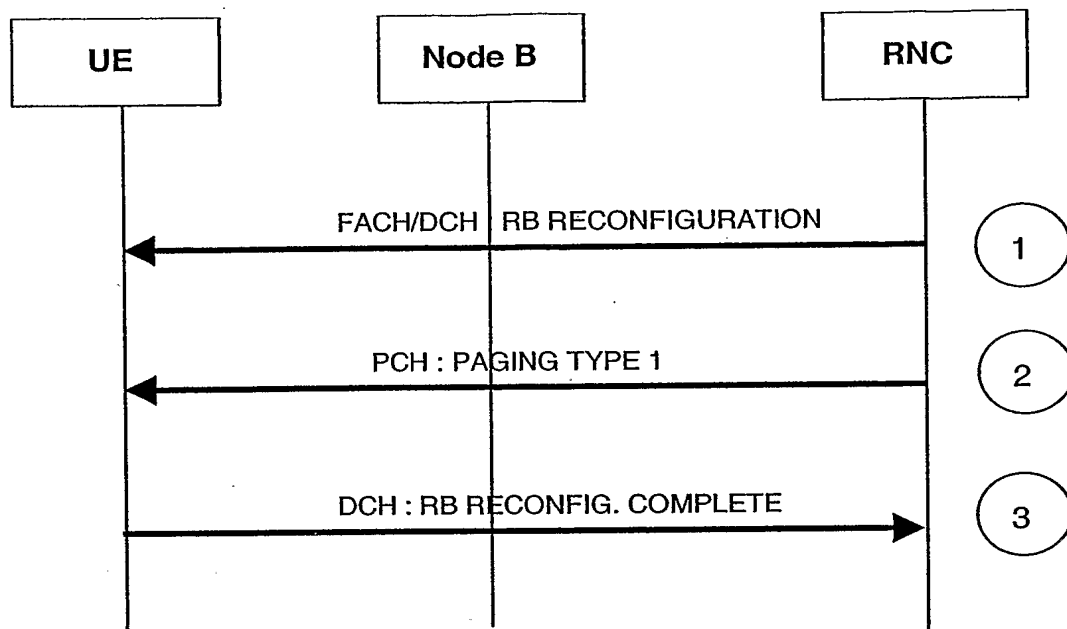 UE
Node B
RNC
FACH/DCH : RB RECONFIGURATION
1
PCH : PAGING TYPE 1
2
DCH : RB RECONFIG. COMPLETE
3